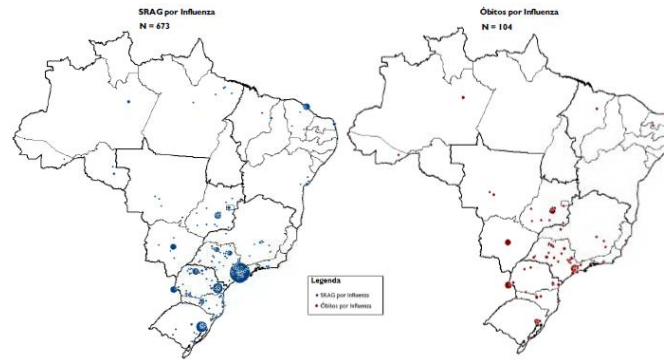 SRAG por Influenza
N = 673
Óbitos por Influenza
N = 104
Legenda
SRAG por Influenza
Óbitos por Influenza